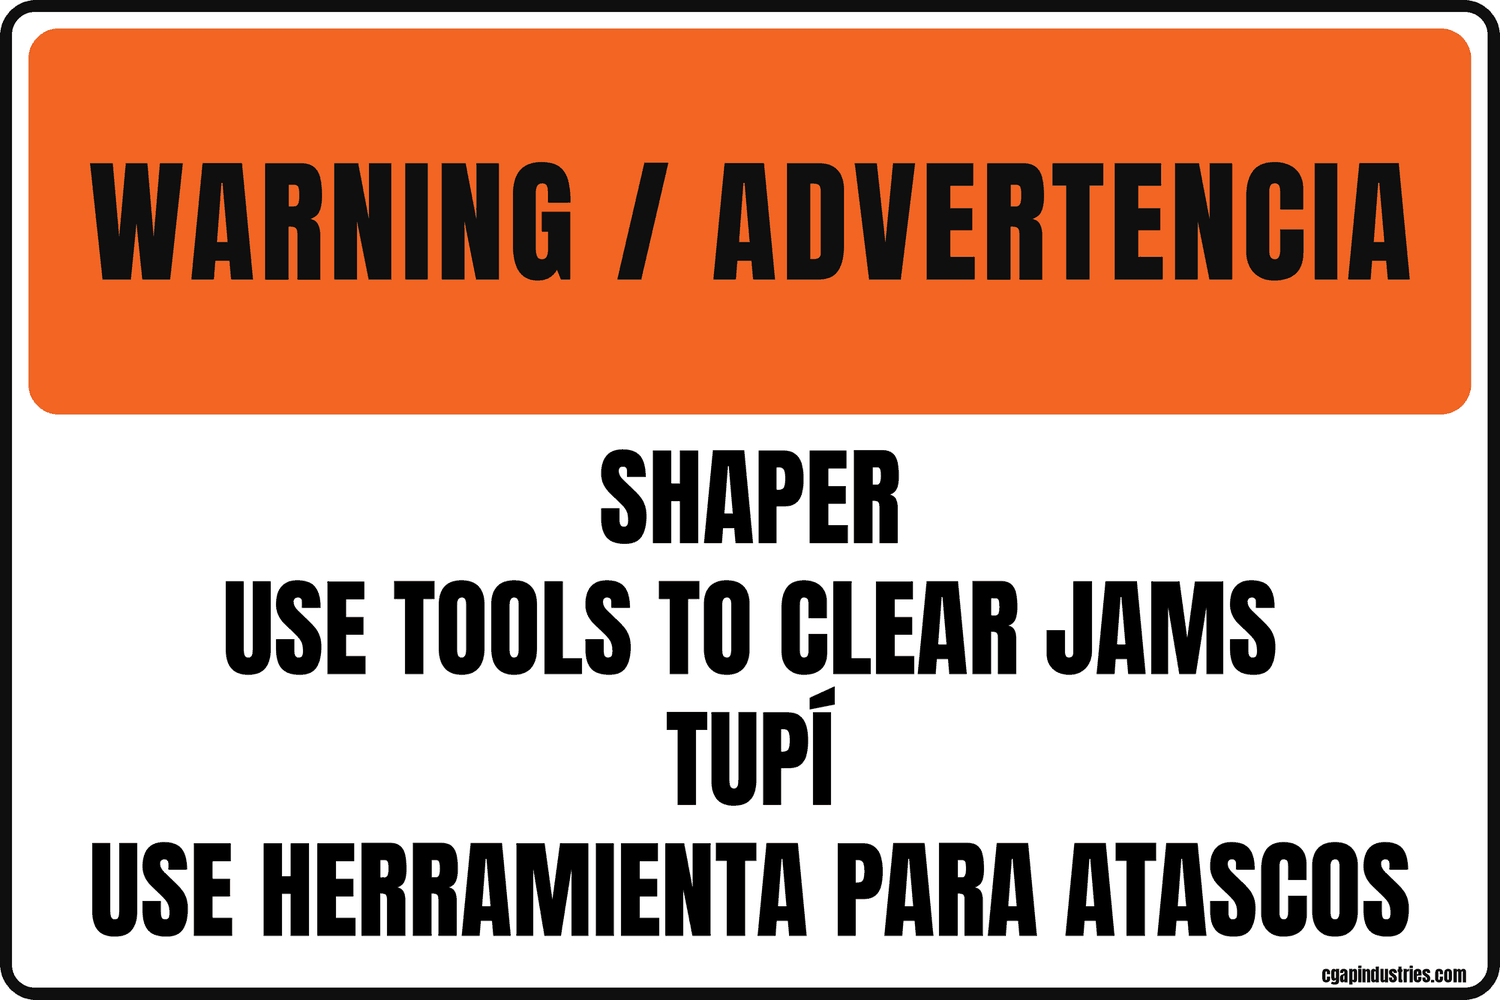 WARNING / ADVERTENCIA
SHAPER
USE TOOLS TO CLEAR JAMS
TUPÍ
USE HERRAMIENTA PARA ATASCOS
cgapindustries.com